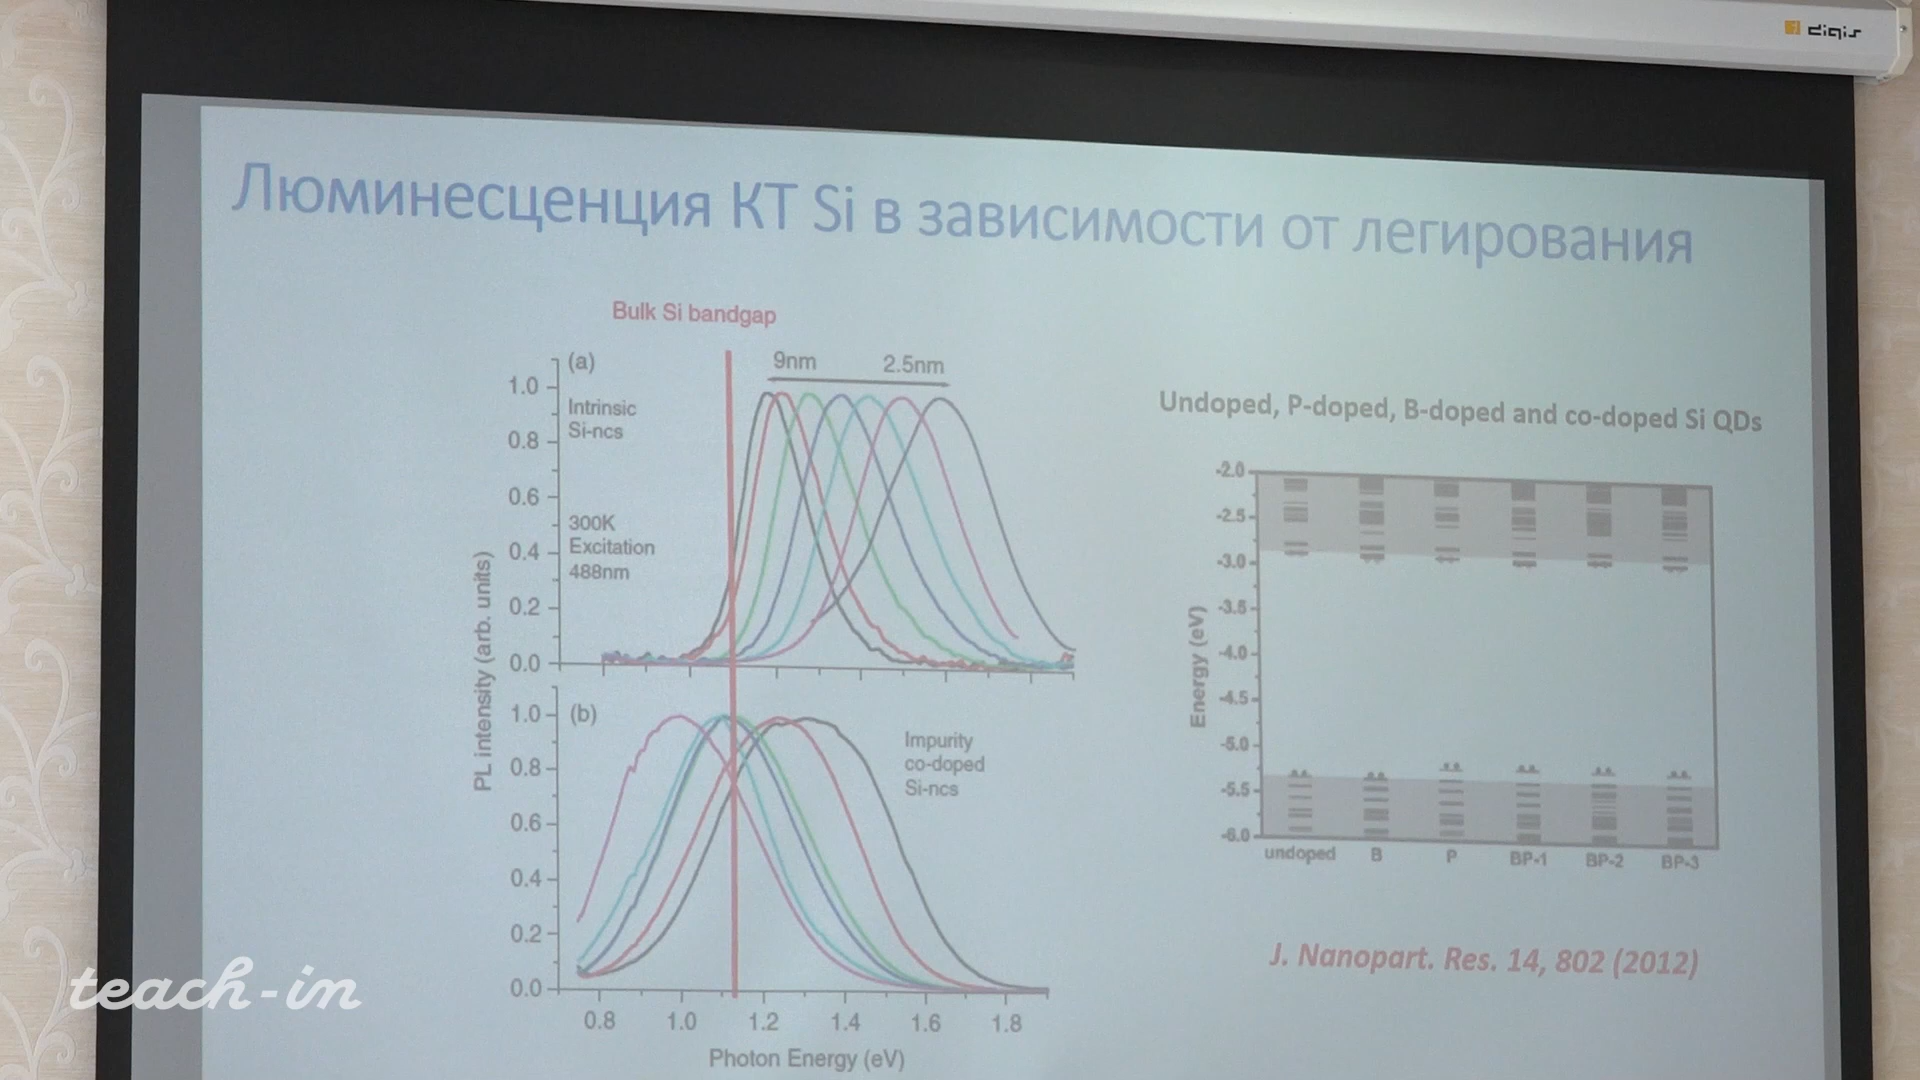 digis
Люминесценция КТ Si в зависимости от легирования
Bulk Si bandgap
(a)
9nm 2.5nm
Intrinsic
Si-ncs
300K
Excitation
488nm
1.0
0.8
0.6
0.4
0.2
0.0
PL intensity (arb. units)
(b)
Impurity
co-doped
Si-ncs
1.0
0.8
0.6
0.4
0.2
0.0
0.8 1.0 1.2 1.4 1.6 1.8
Photon Energy (eV)
Undoped, P-doped, B-doped and co-doped Si QDs
-2.0
-2.5
-3.0
-3.5
-4.0
-4.5
-5.0
-5.5
-6.0
Energy (eV)
undoped B P BP-1 BP-2 BP-3
J. Nanopart. Res. 14, 802 (2012)
teach-in